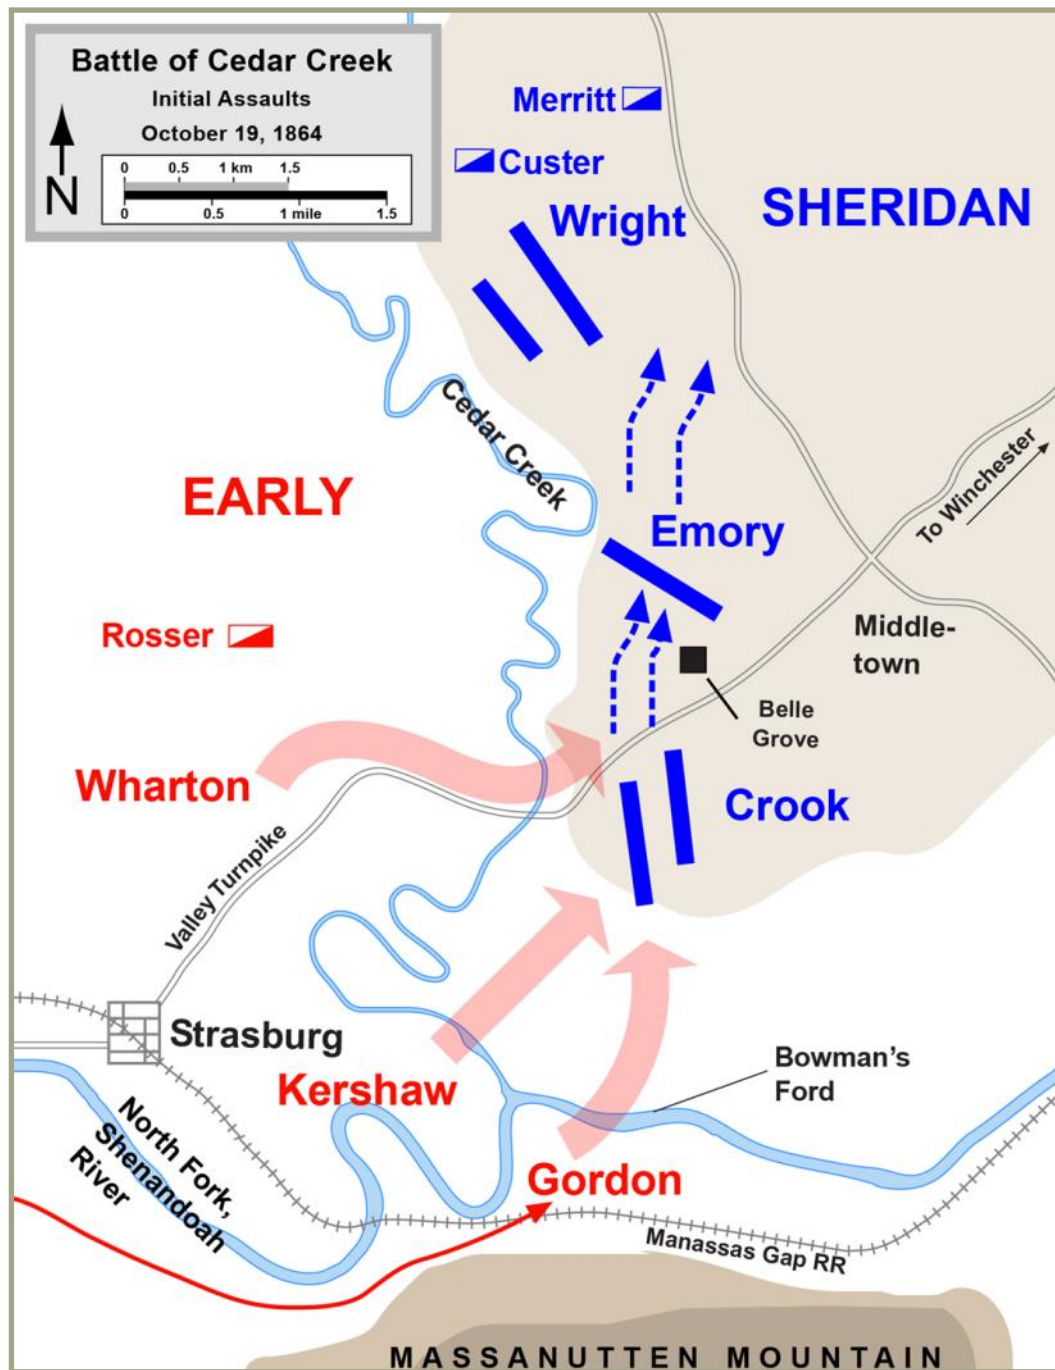 Battle of Cedar Creek
Initial Assaults
October 19, 1864
0 0.5 1 km 1.5
N
0 0.5 1 mile 1.5
Merritt
Custer
Wright
SHERIDAN
Cedar Creek
EARLY
To Winchester
Emory
Rosser
Middle-
town
Belle
Grove
Wharton
Crook
Valley Turnpike
Strasburg
Bowman's
Ford
Kershaw
North Fork,
Shenandoah
River
Gordon
Manassas Gap RR
MASSANUTTEN MOUNTAIN